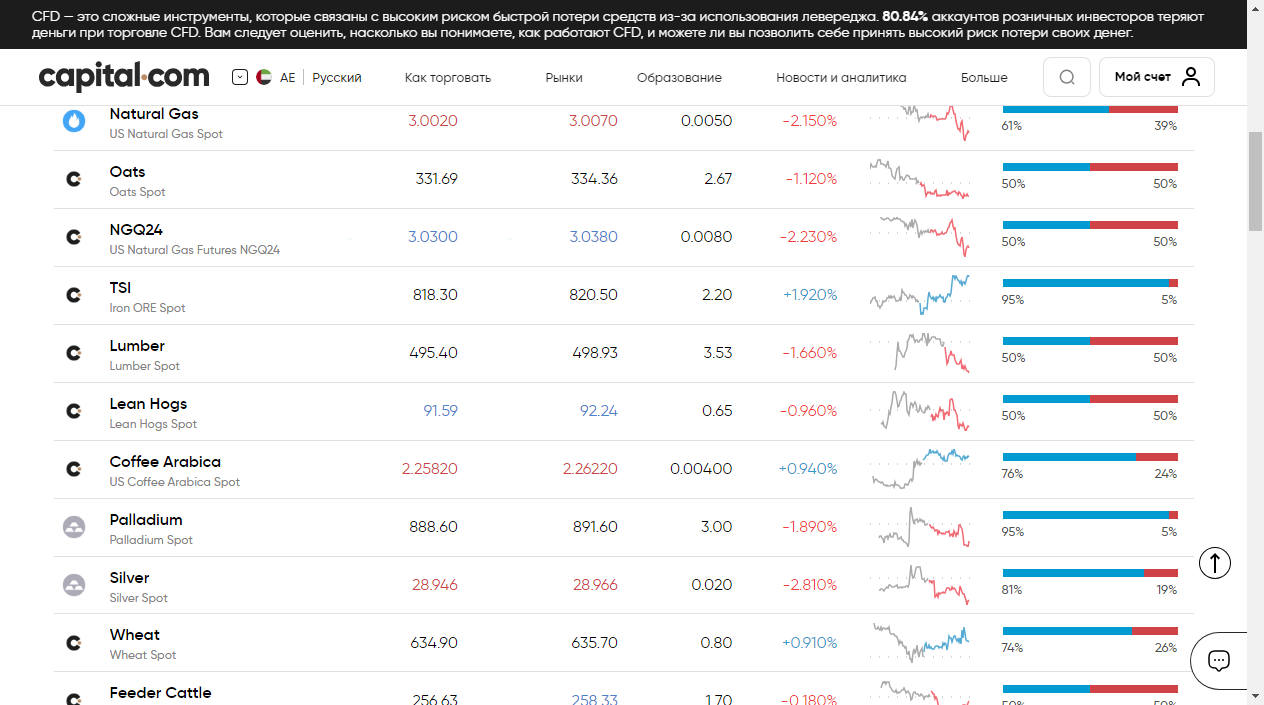 CFD — это сложные инструменты, которые связаны с высоким риском быстрой потери средств из-за использования левереджа. 80.84% аккаунтов розничных инвесторов теряют
деньги при торговле CFD. Вам следует оценить, насколько вы понимаете, как работают CFD, и можете ли вы позволить себе принять высокий риск потери своих денег.
capital.com AE Русский Как торговать Рынки Образование Новости и аналитика Больше Мой счет
Natural Gas
US Natural Gas Spot
3.0020 3.0070 0.0050 -2.150% 61% 39%
Oats
Oats Spot
331.69 334.36 2.67 -1.120% 50% 50%
NGQ24
US Natural Gas Futures NGQ24
3.0300 3.0380 0.0080 -2.230% 50% 50%
TSI
Iron ORE Spot
818.30 820.50 2.20 +1.920% 95% 5%
Lumber
Lumber Spot
495.40 498.93 3.53 -1.660% 50% 50%
Lean Hogs
Lean Hogs Spot
91.59 92.24 0.65 -0.960% 50% 50%
Coffee Arabica
US Coffee Arabica Spot
2.25820 2.26220 0.00400 +0.940% 76% 24%
Palladium
Palladium Spot
888.60 891.60 3.00 -1.890% 95% 5%
Silver
Silver Spot
28.946 28.966 0.020 -2.810% 81% 19%
Wheat
Wheat Spot
634.90 635.70 0.80 +0.910% 74% 26%
Feeder Cattle
256.63 258.33 1.70 -0.180% 50% 50%